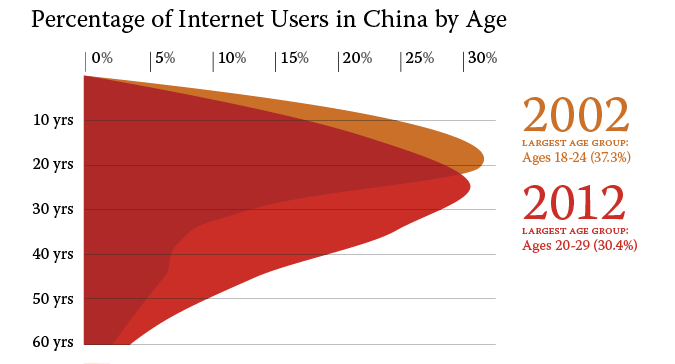 Percentage of Internet Users in China by Age
0% 5% 10% 15% 20% 25% 30%
10 yrs
20 yrs
30 yrs
40 yrs
50 yrs
60 yrs
2002
LARGEST AGE GROUP:
Ages 18-24 (37.3%)
2012
LARGEST AGE GROUP:
Ages 20-29 (30.4%)